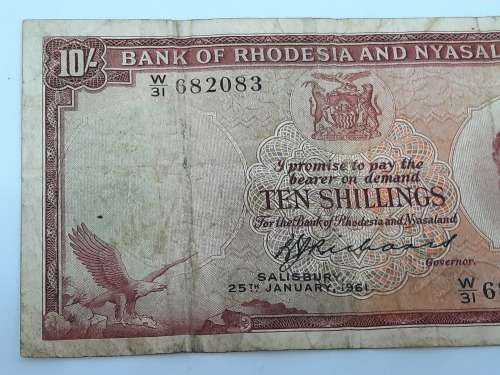 10/- BANK OF RHODESIA AND NYASAL
W/31 682083
I promise to pay the
bearer on demand
TEN SHILLINGS
For the Bank of Rhodesia and Nyasaland
Governor.
SALISBURY,
25TH JANUARY, 1961.
W/31 68